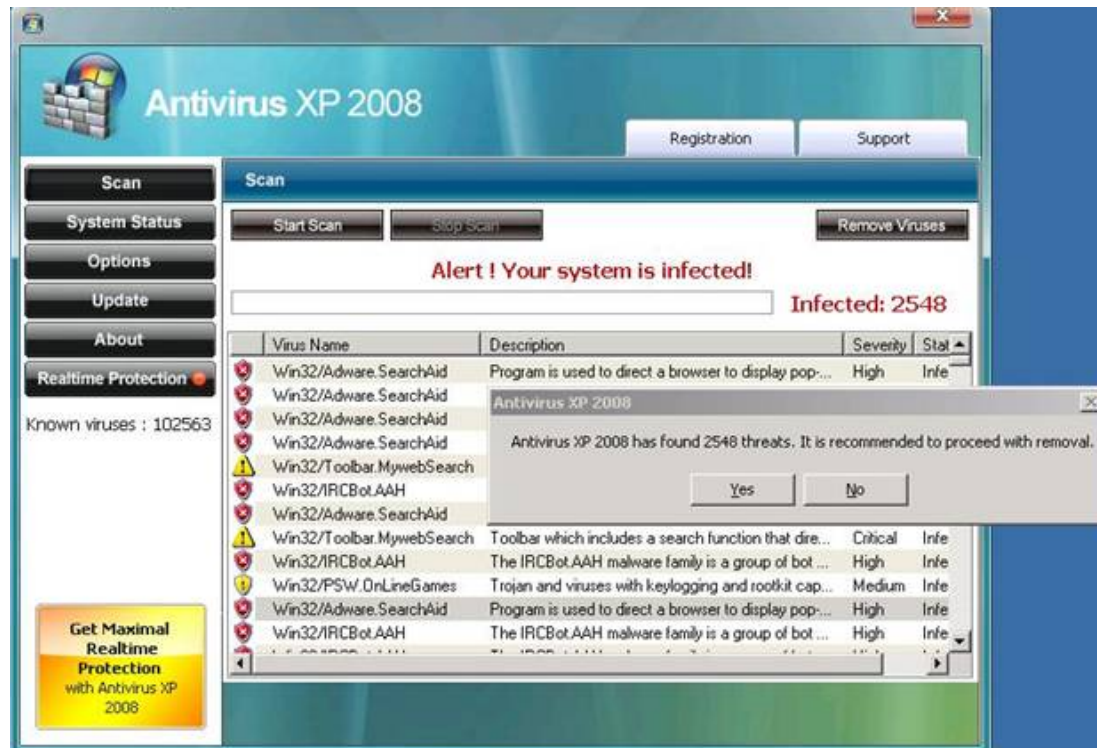 Antivirus XP 2008
Registration
Support
Scan
System Status
Options
Update
About
Realtime Protection
Known viruses : 102563
Get Maximal
Realtime
Protection
with Antivirus XP
2008
Scan
Start Scan
Stop Scan
Remove Viruses
Alert ! Your system is infected!
Infected: 2548
Virus Name Description Severity Stat
Win32/Adware.SearchAid Program is used to direct a browser to display pop-... High Infe
Win32/Adware.SearchAid
Win32/Adware.SearchAid
Win32/Adware.SearchAid
Win32/Toolbar.MywebSearch
Win32/IRCBot.AAH
Win32/Adware.SearchAid
Win32/Toolbar.MywebSearch Toolbar which includes a search function that dire... Critical Infe
Win32/IRCBot.AAH The IRCBot.AAH malware family is a group of bot ... High Infe
Win32/PSW.OnLineGames Trojan and viruses with keylogging and rootkit cap... Medium Infe
Win32/Adware.SearchAid Program is used to direct a browser to display pop-... High Infe
Win32/IRCBot.AAH The IRCBot.AAH malware family is a group of bot ... High Infe
Antivirus XP 2008
Antivirus XP 2008 has found 2548 threats. It is recommended to proceed with removal.
Yes
No